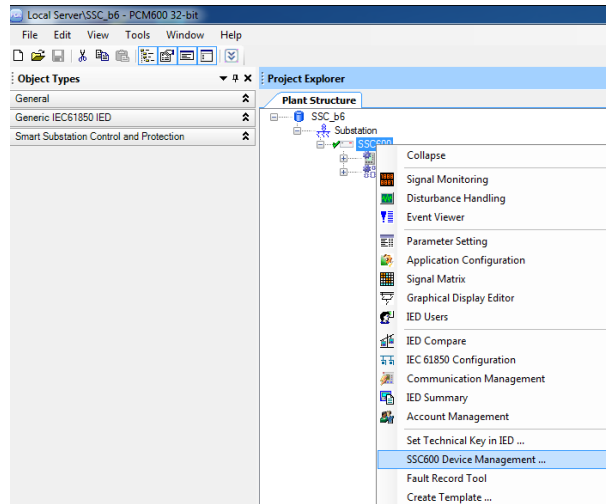 Local Server\SSC_b6 - PCM600 32-bit
File Edit View Tools Window Help
Object Types
Project Explorer
General
Generic IEC61850 IED
Smart Substation Control and Protection
Plant Structure
SSC_b6
Substation
SSC600
Collapse
Signal Monitoring
Disturbance Handling
Event Viewer
Parameter Setting
Application Configuration
Signal Matrix
Graphical Display Editor
IED Users
IED Compare
IEC 61850 Configuration
Communication Management
IED Summary
Account Management
Set Technical Key in IED ...
SSC600 Device Management ...
Fault Record Tool
Create Template ...